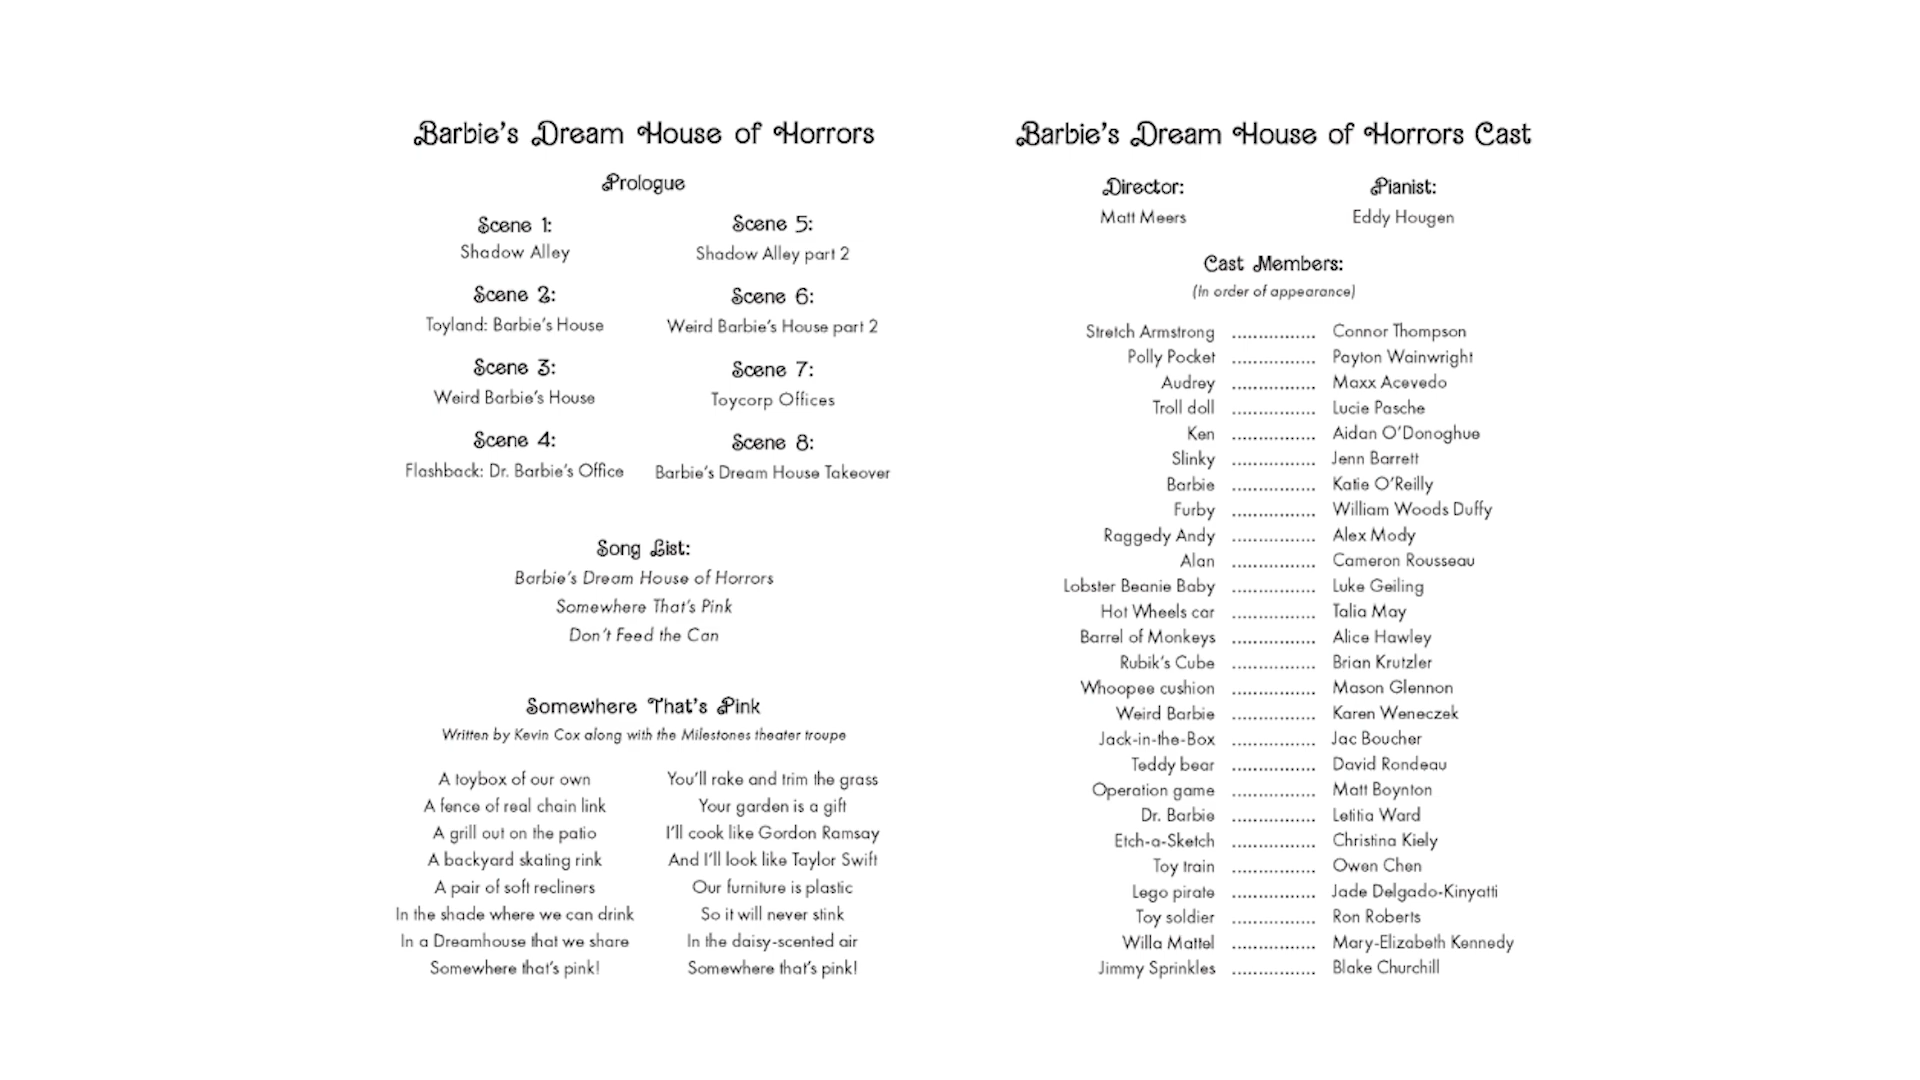 Barbie's Dream House of Horrors
Prologue
Scene 1:
Shadow Alley
Scene 2:
Toyland: Barbie's House
Scene 3:
Weird Barbie's House
Scene 4:
Flashback: Dr. Barbie's Office
Scene 5:
Shadow Alley part 2
Scene 6:
Weird Barbie's House part 2
Scene 7:
Toycorp Offices
Scene 8:
Barbie's Dream House Takeover
Song List:
Barbie's Dream House of Horrors
Somewhere That's Pink
Don't Feed the Can
Somewhere That's Pink
Written by Kevin Cox along with the Milestones theater troupe
A toybox of our own
A fence of real chain link
A grill out on the patio
A backyard skating rink
A pair of soft recliners
In the shade where we can drink
In a Dreamhouse that we share
Somewhere that's pink!
You'll rake and trim the grass
Your garden is a gift
I'll cook like Gordon Ramsay
And I'll look like Taylor Swift
Our furniture is plastic
So it will never stink
In the daisy-scented air
Somewhere that's pink!
Barbie's Dream House of Horrors Cast
Director:
Matt Meers
Pianist:
Eddy Hougen
Cast Members:
(In order of appearance)
Stretch Armstrong ................ Connor Thompson
Polly Pocket ................ Payton Wainwright
Audrey ................ Maxx Acevedo
Troll doll ................ Lucie Pasche
Ken ................ Aidan O'Donoghue
Slinky ................ Jenn Barrett
Barbie ................ Katie O'Reilly
Furby ................ William Woods Duffy
Raggedy Andy ................ Alex Mody
Alan ................ Cameron Rousseau
Lobster Beanie Baby ................ Luke Geiling
Hot Wheels car ................ Talia May
Barrel of Monkeys ................ Alice Hawley
Rubik's Cube ................ Brian Krutzler
Whoopee cushion ................ Mason Glennon
Weird Barbie ................ Karen Weneczek
Jack-in-the-Box ................ Jac Boucher
Teddy bear ................ David Rondeau
Operation game ................ Matt Boynton
Dr. Barbie ................ Letitia Ward
Etch-a-Sketch ................ Christina Kiely
Toy train ................ Owen Chen
Lego pirate ................ Jade Delgado-Kinyatti
Toy soldier ................ Ron Roberts
Willa Mattel ................ Mary-Elizabeth Kennedy
Jimmy Sprinkles ................ Blake Churchill